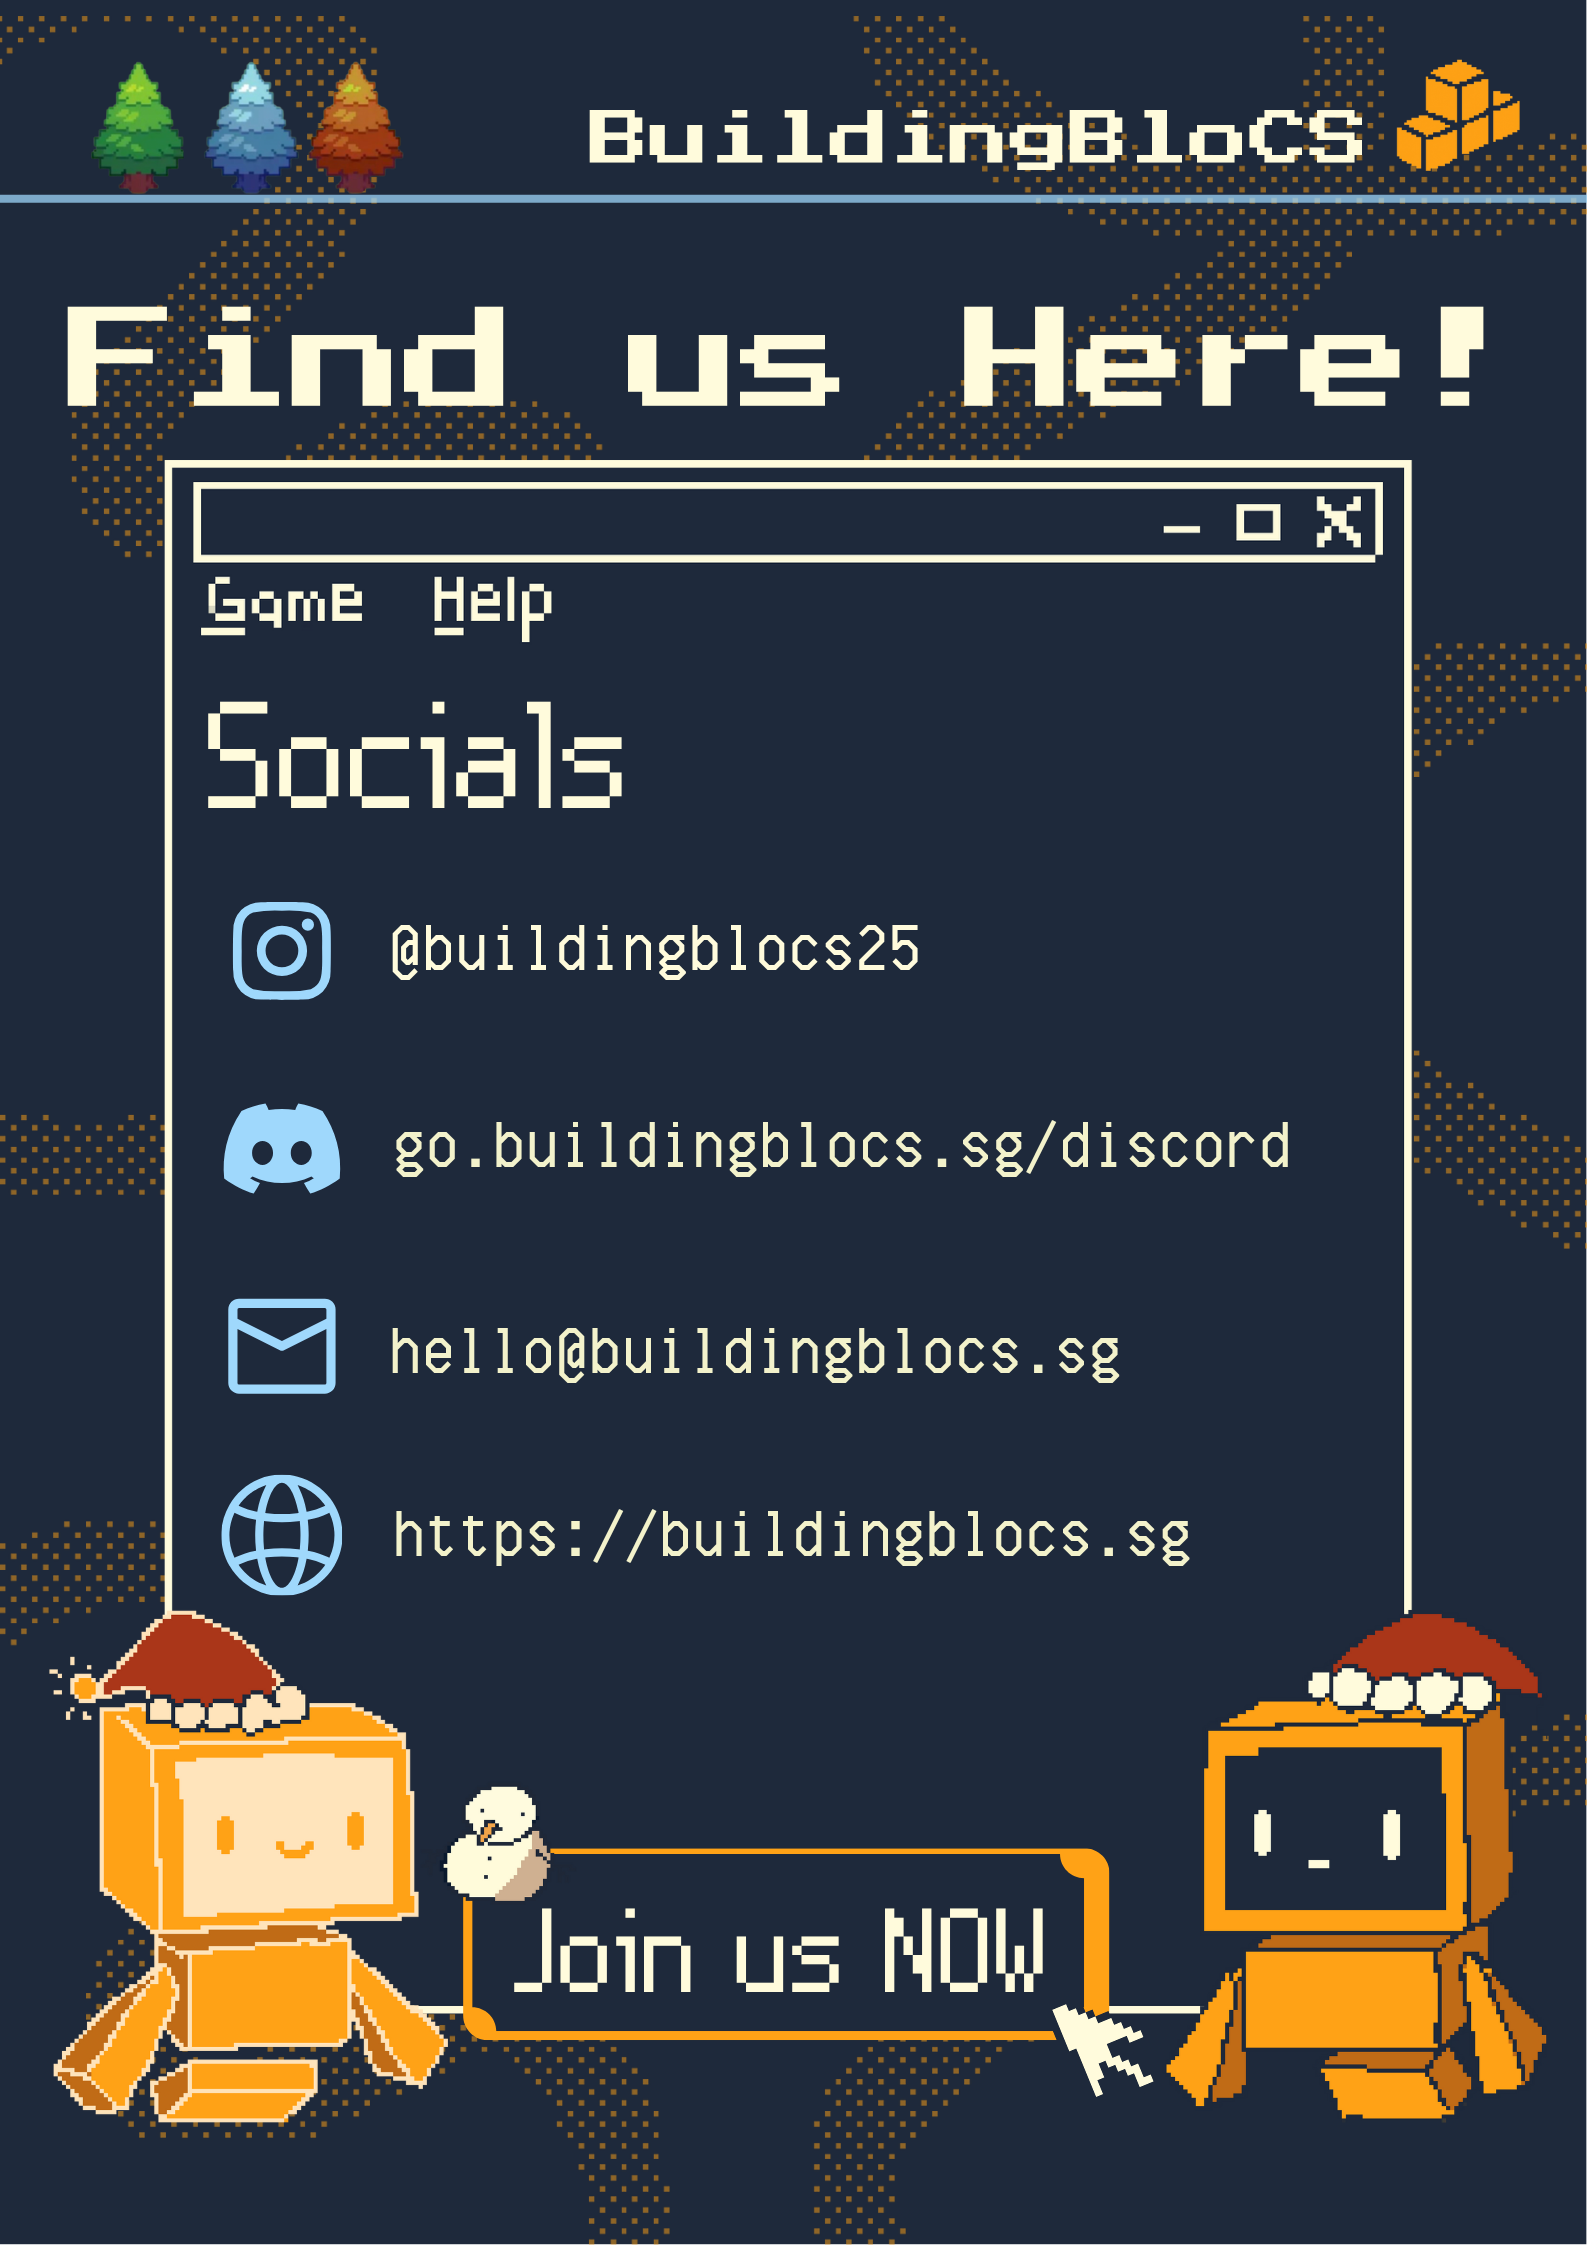 BuildingBloCS
Find us Here!
Game Help
Socials
@buildingblocs25
go.buildingblocs.sg/discord
hello@buildingblocs.sg
https://buildingblocs.sg
Join us NOW